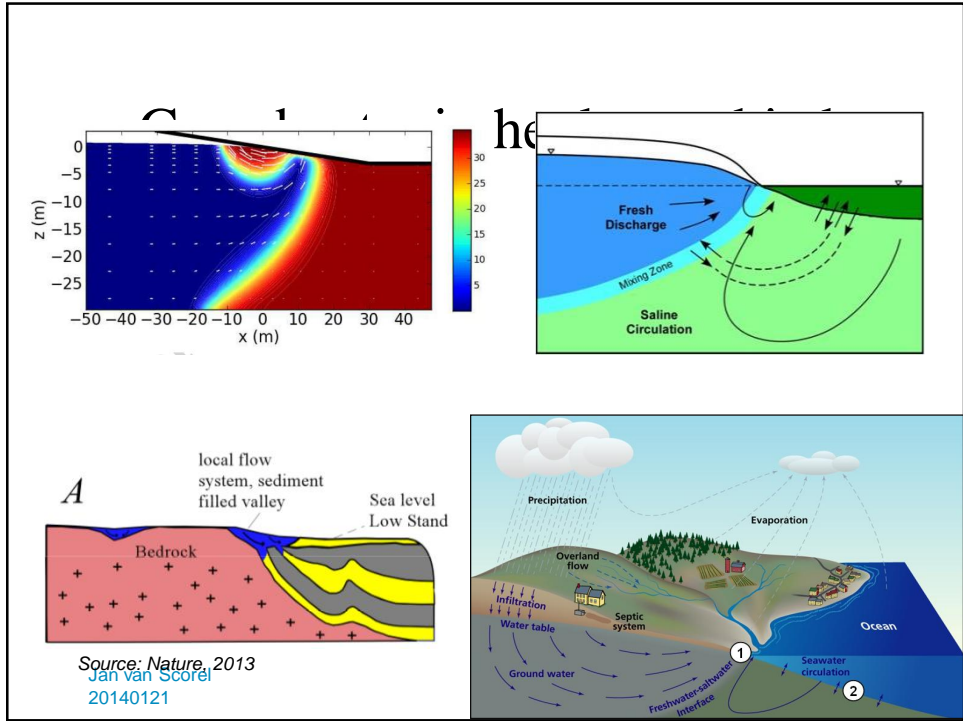 he
0
−5
−10
−15
−20
−25
z (m)
−50 −40 −30 −20 −10 0 10 20 30 40
x (m)
30
25
20
15
10
5
Fresh
Discharge
Mixing Zone
Saline
Circulation
A
local flow
system, sediment
filled valley
Sea level
Low Stand
Bedrock
Source: Nature, 2013
Jan van Scorel
20140121
Precipitation
Evaporation
Overland
flow
Infiltration
Water table
Septic
system
Ocean
1
Ground water
Freshwater-saltwater
Interface
Seawater
circulation
2